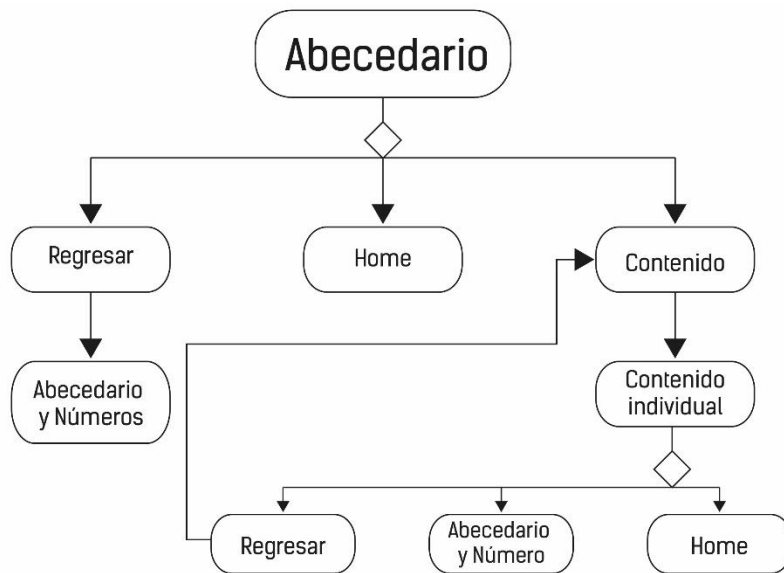 Abecedario
Regresar
Home
Contenido
Abecedario
y Números
Contenido
individual
Regresar
Abecedario
y Número
Home